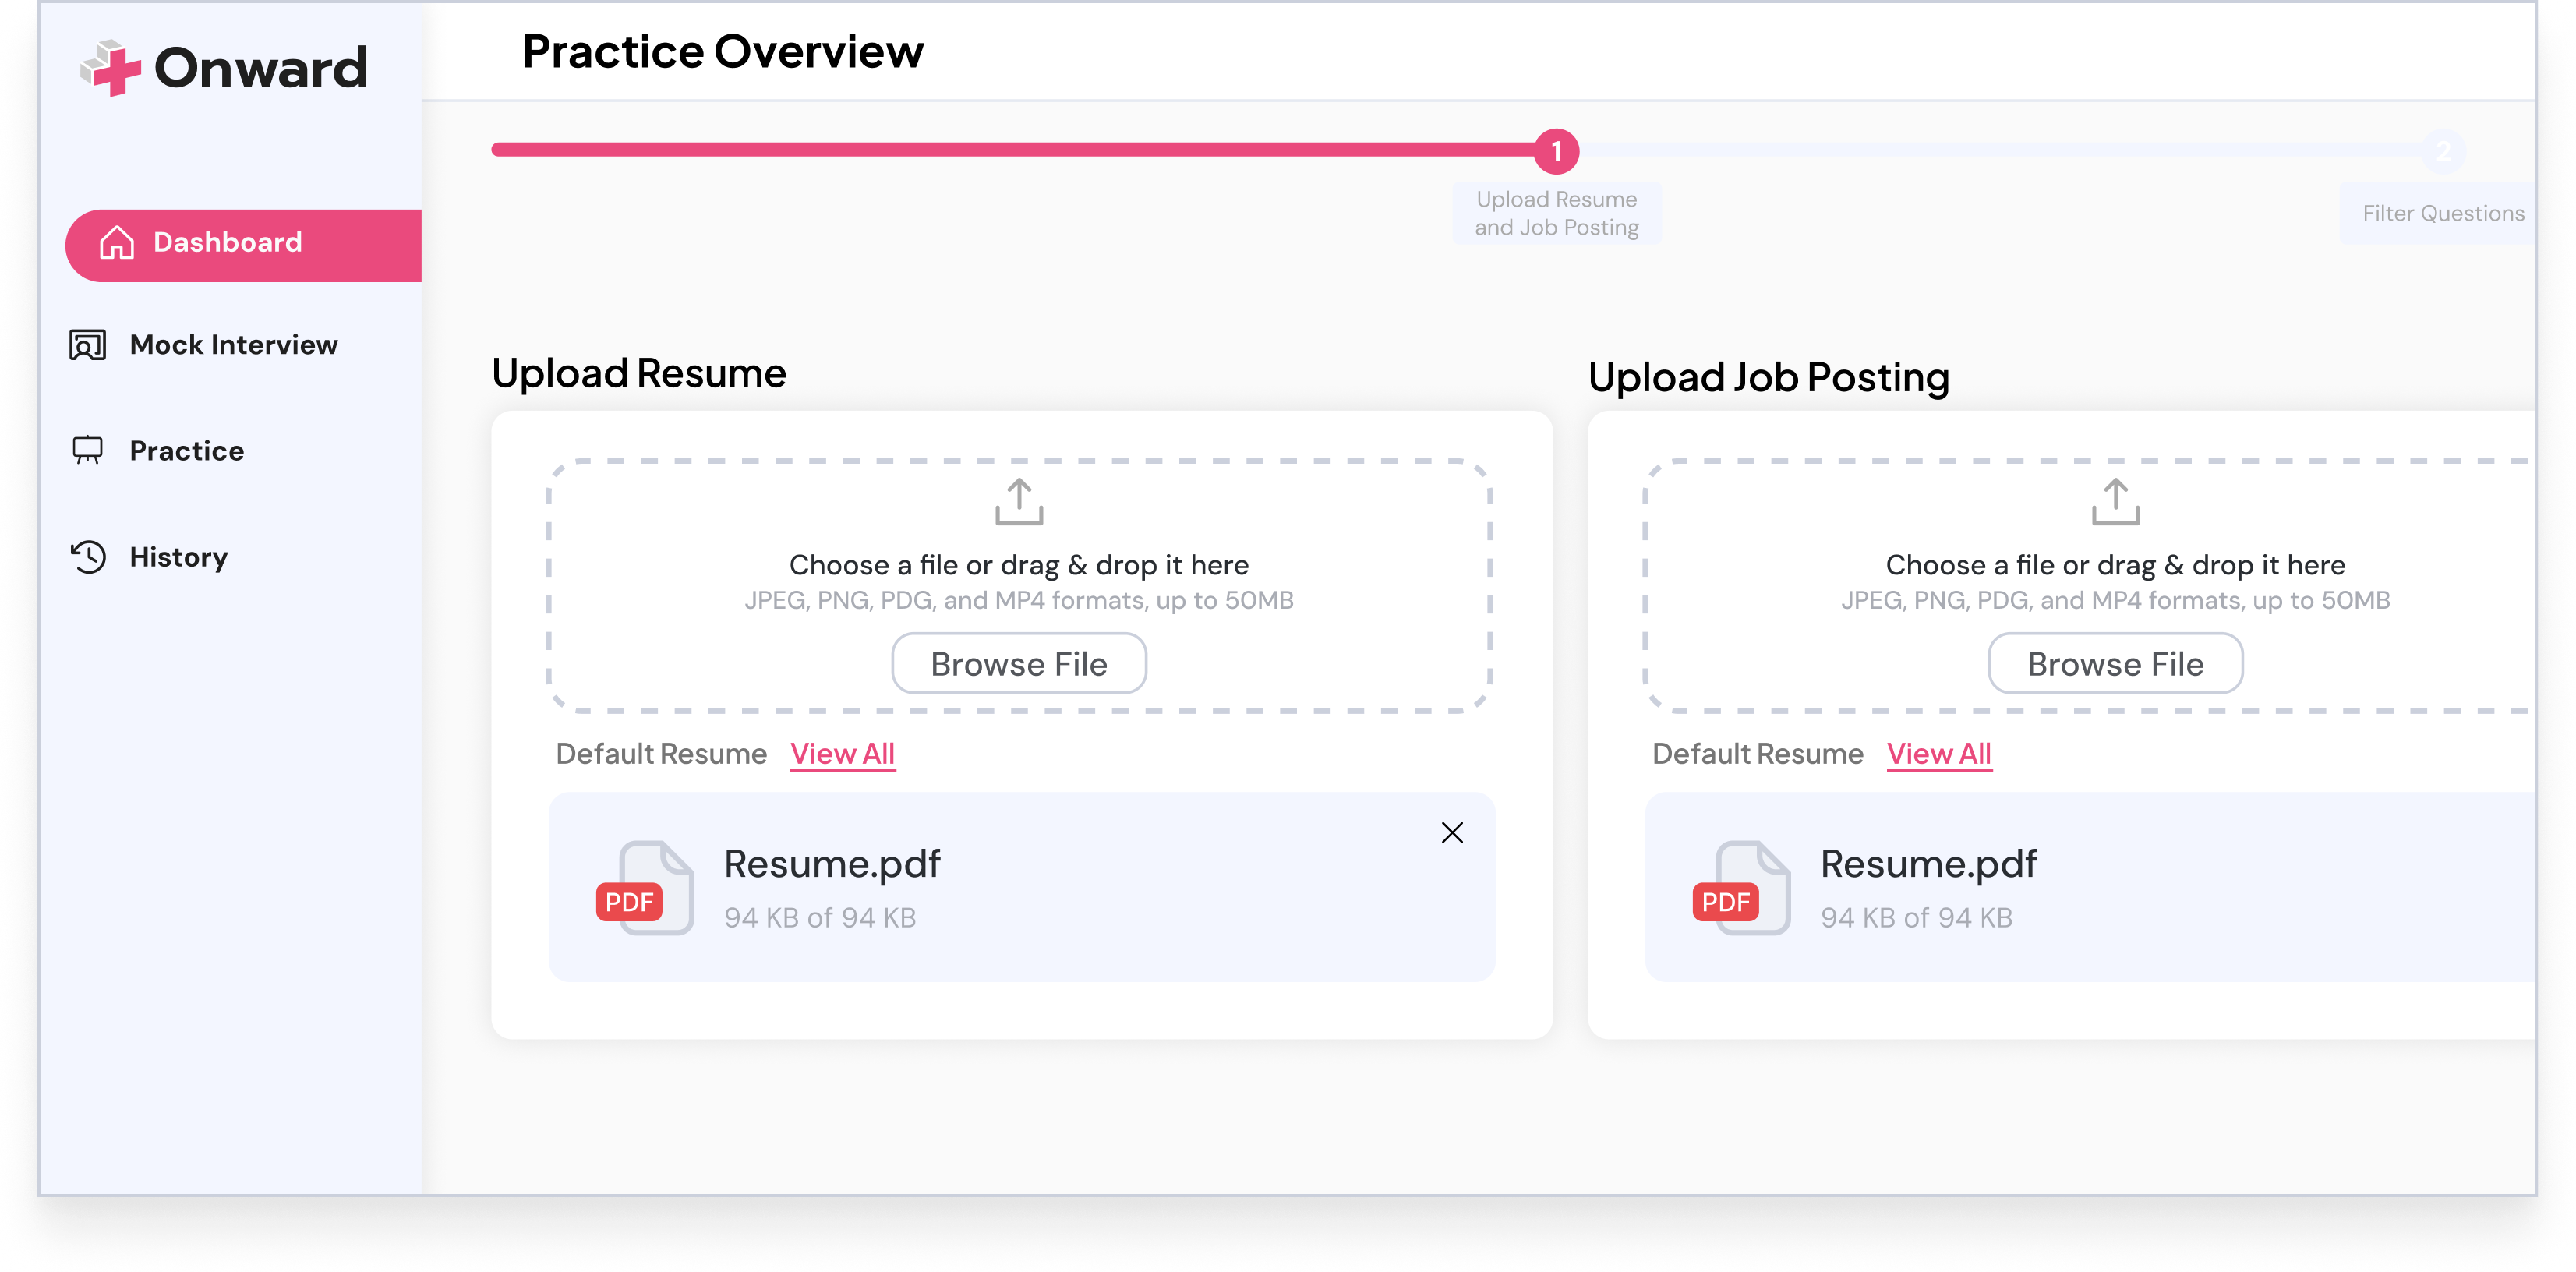 Onward
Practice Overview
1
2
Upload Resume
and Job Posting
Filter Questions
Dashboard
Mock Interview
Practice
History
Upload Resume
Choose a file or drag & drop it here
JPEG, PNG, PDG, and MP4 formats, up to 50MB
Browse File
Default Resume View All
PDF
Resume.pdf
94 KB of 94 KB
Upload Job Posting
Choose a file or drag & drop it here
JPEG, PNG, PDG, and MP4 formats, up to 50MB
Browse File
Default Resume View All
PDF
Resume.pdf
94 KB of 94 KB